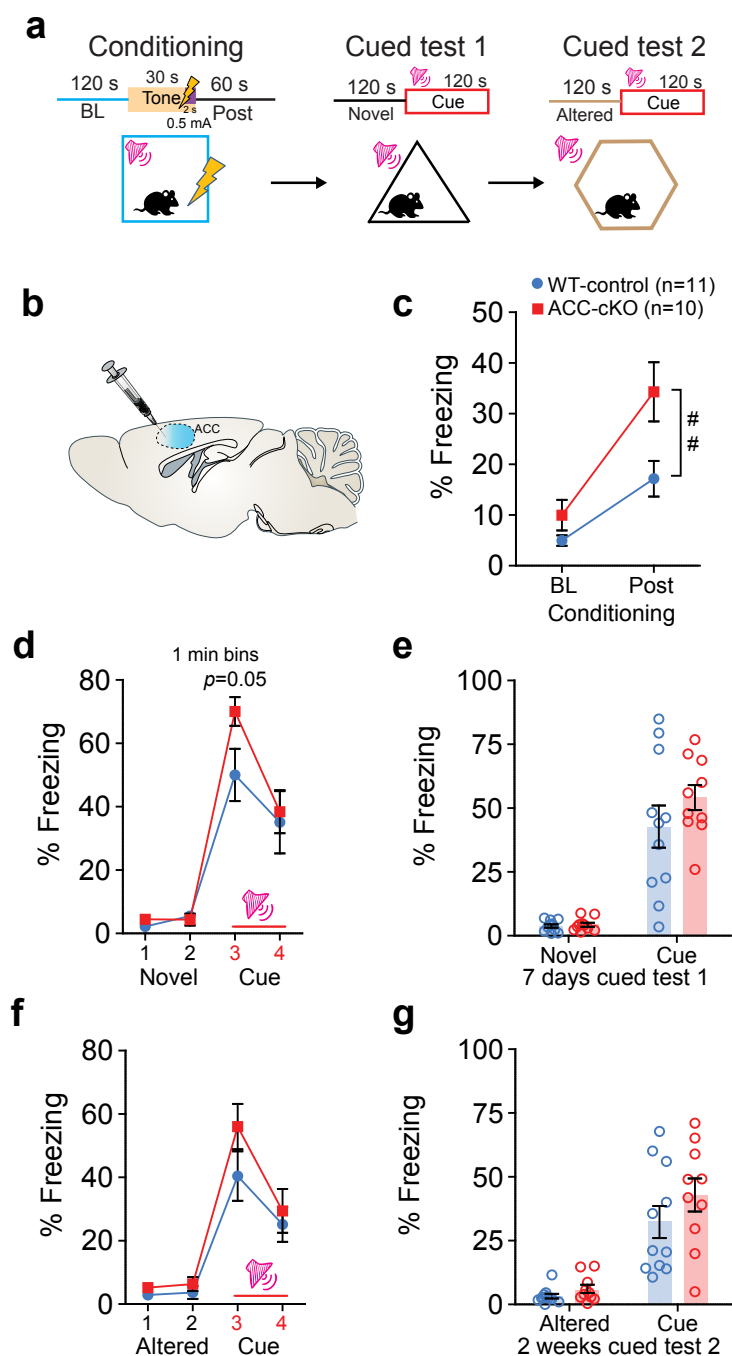 a
Conditioning
Cued test 1
Cued test 2
120 s
30 s
60 s
BL
Tone
2 s
Post
0.5 mA
120 s
120 s
Novel
Cue
120 s
120 s
Altered
Cue
b
ACC
c
WT-control (n=11)
ACC-cKO (n=10)
% Freezing
50
40
30
20
10
0
##
BL
Post
Conditioning
d
1 min bins
p=0.05
% Freezing
80
60
40
20
0
1 2 3 4
Novel Cue
e
% Freezing
100
75
50
25
0
Novel Cue
7 days cued test 1
f
% Freezing
80
60
40
20
0
1 2 3 4
Altered Cue
g
% Freezing
100
75
50
25
0
Altered Cue
2 weeks cued test 2